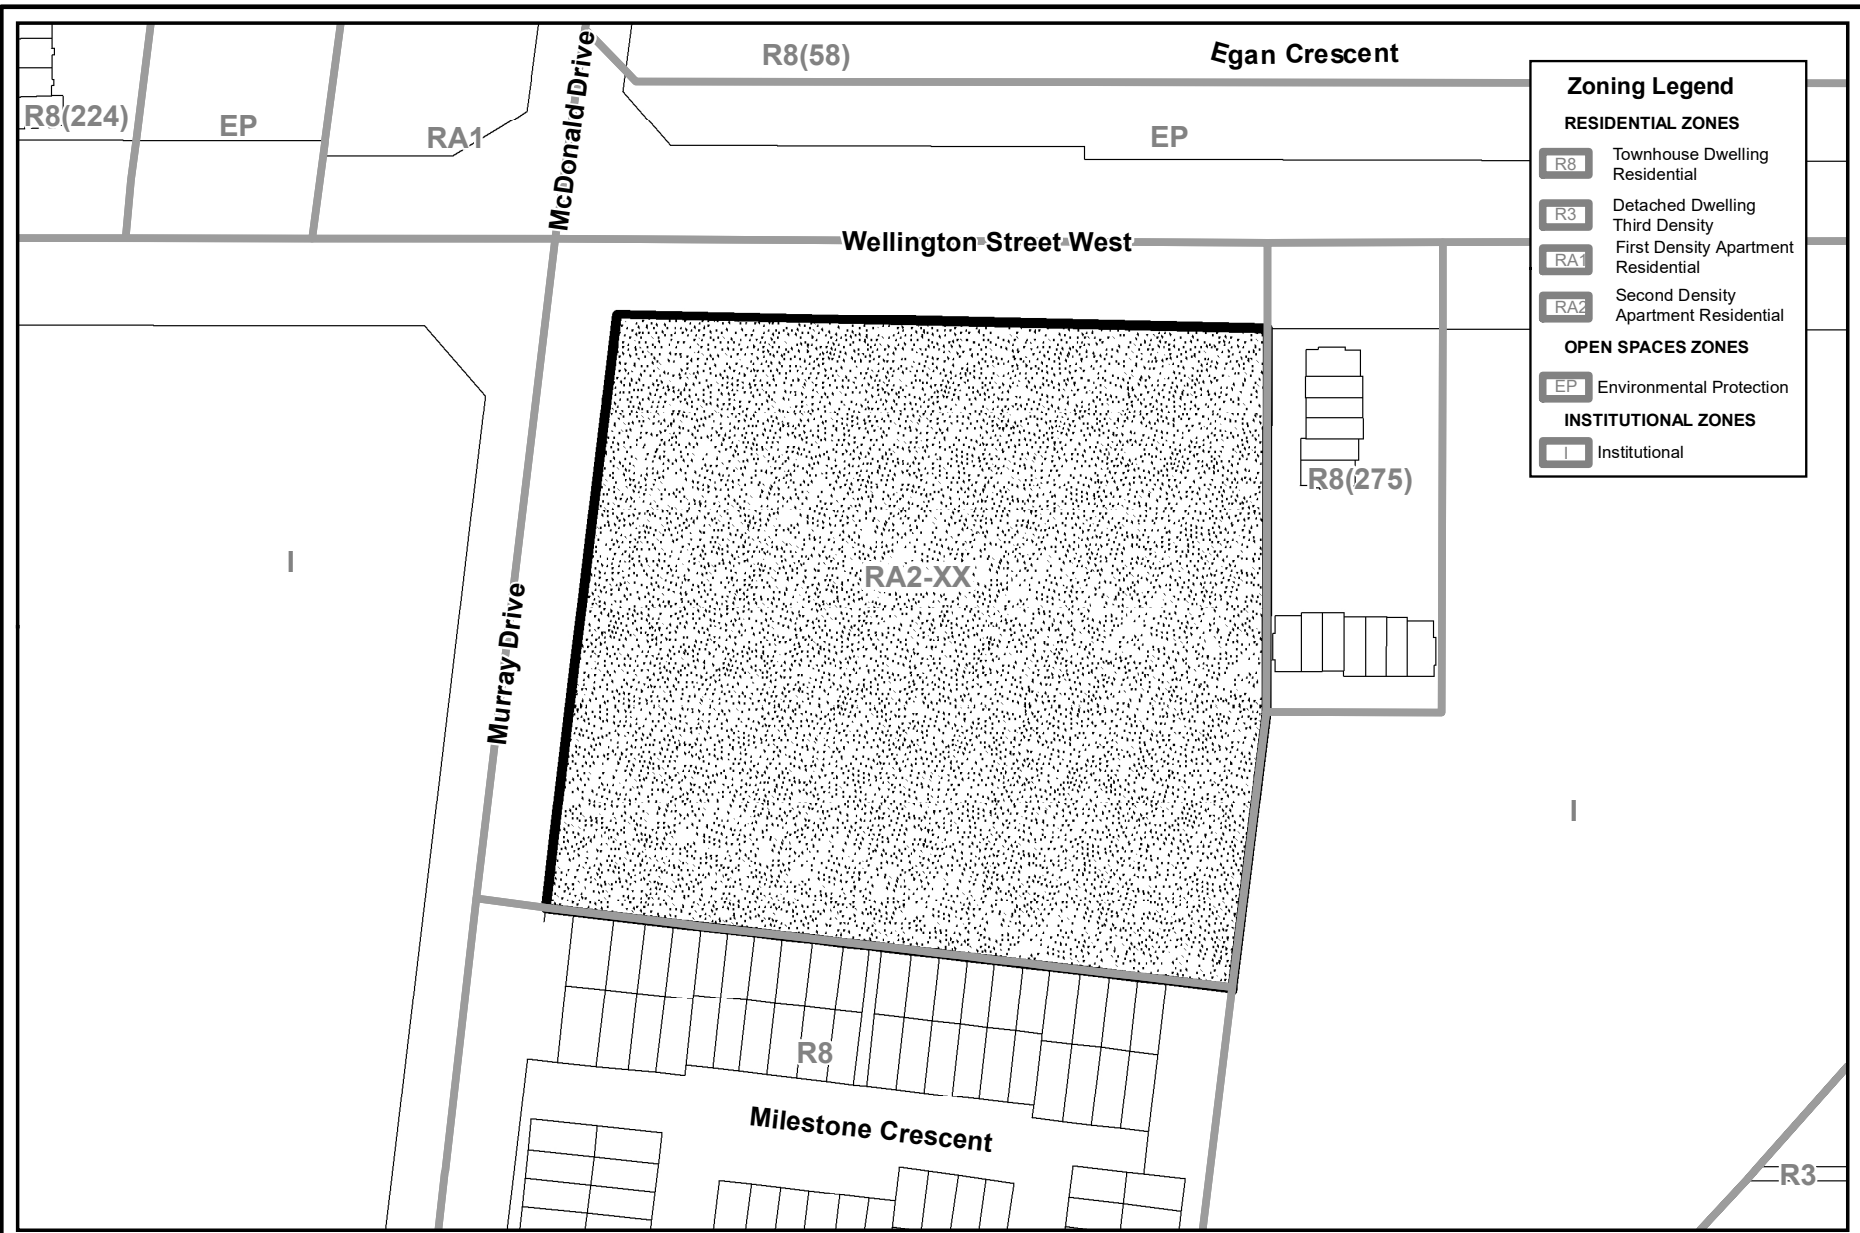 R8(58)
Egan Crescent
Zoning Legend
RESIDENTIAL ZONES
R8
Townhouse Dwelling
Residential
R3
Detached Dwelling
Third Density
RA1
First Density Apartment
Residential
RA2
Second Density
Apartment Residential
OPEN SPACES ZONES
EP
Environmental Protection
INSTITUTIONAL ZONES
I
Institutional
R8(224)
EP
RA1
McDonald Drive
EP
Wellington Street West
R8(275)
I
RA2-XX
Murray Drive
I
R8
Milestone Crescent
R3